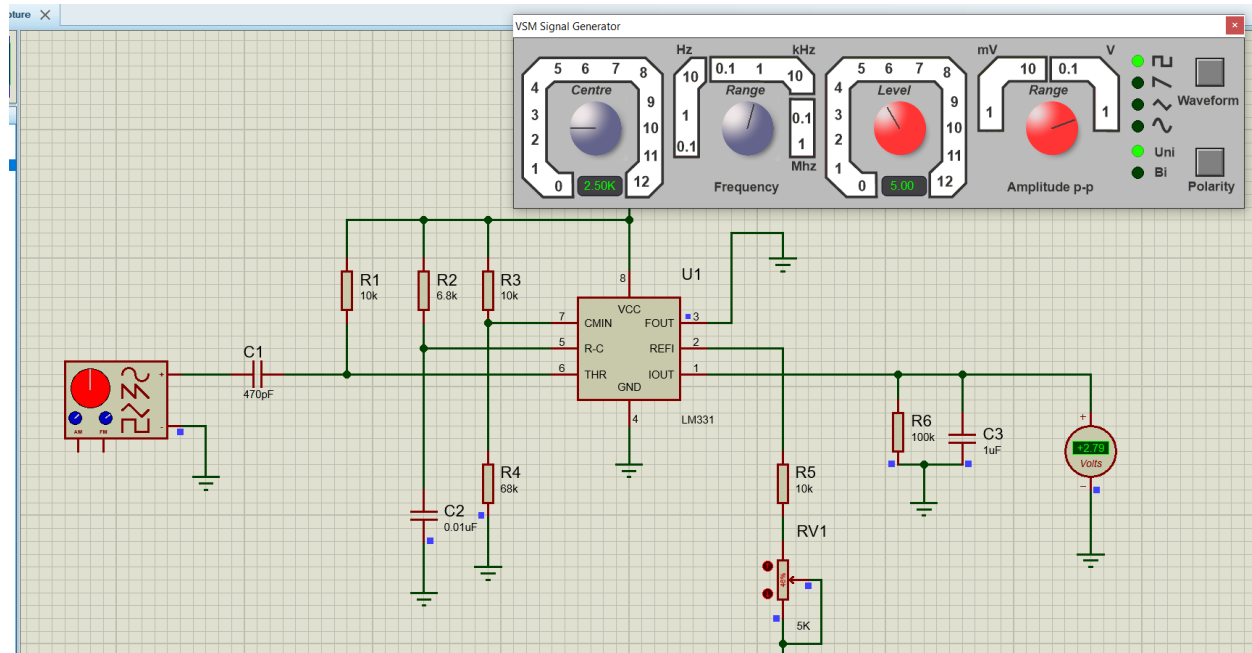 pture
VSM Signal Generator
Hz kHz mV V
5 6 7 8
4 Centre 9
3 10
2 11
1 12
0 2.50K
10 0.1 1 10
1 Range 0.1
0.1 1
Mhz
Frequency
5 6 7 8
4 Level 9
3 10
2 11
1 12
0 5.00
10 0.1
1 Range 1
Amplitude p-p
Waveform
Uni
Bi
Polarity
R1
10k
R2
6.8k
R3
10k
8
U1
VCC
7 CMIN FOUT 3
5 R-C REFI 2
6 THR IOUT 1
GND
4
LM331
C1
470pF
+
-
AM FM
R4
68k
C2
0.01uF
R5
10k
RV1
5K
R6
100k
C3
1uF
+
+2.79
Volts
-